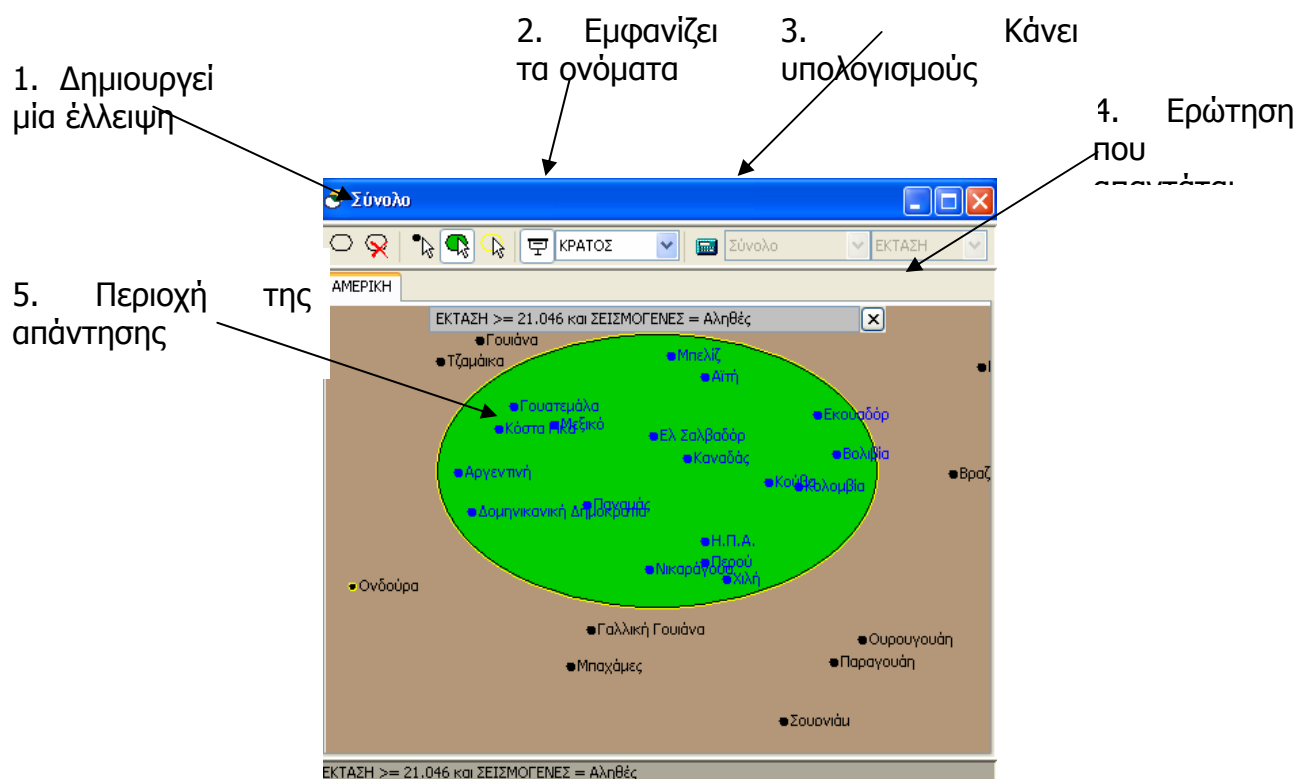 2. Εμφανίζει
τα ονόματα
3. Κάνει
υπολογισμούς
1. Δημιουργεί
μία έλλειψη
4. Ερώτηση
που
απαντάται
Σύνολο
ΚΡΑΤΟΣ
Σύνολο
ΕΚΤΑΣΗ
ΑΜΕΡΙΚΗ
5. Περιοχή της
απάντησης
ΕΚΤΑΣΗ >= 21.046 και ΣΕΙΣΜΟΓΕΝΕΣ = Αληθές
Γουιάνα
Τζαμάικα
Μπελίζ
Αϊτή
Γουατεμάλα
Εκουαδόρ
Κόστα Ρίκα
Μεξικό
Ελ Σαλβαδόρ
Καναδάς
Βολιβία
Αργεντινή
Κούβα
Κολομβία
Βραζ
Δομηνικανική Δημοκρατία
Παναμάς
Η.Π.Α.
Περού
Νικαράγουα
Χιλή
Ονδούρα
Γαλλική Γουιάνα
Ουρουγουάη
Μπαχάμες
Παραγουάη
Σουρνιάμ
ΕΚΤΑΣΗ >= 21.046 και ΣΕΙΣΜΟΓΕΝΕΣ = Αληθές